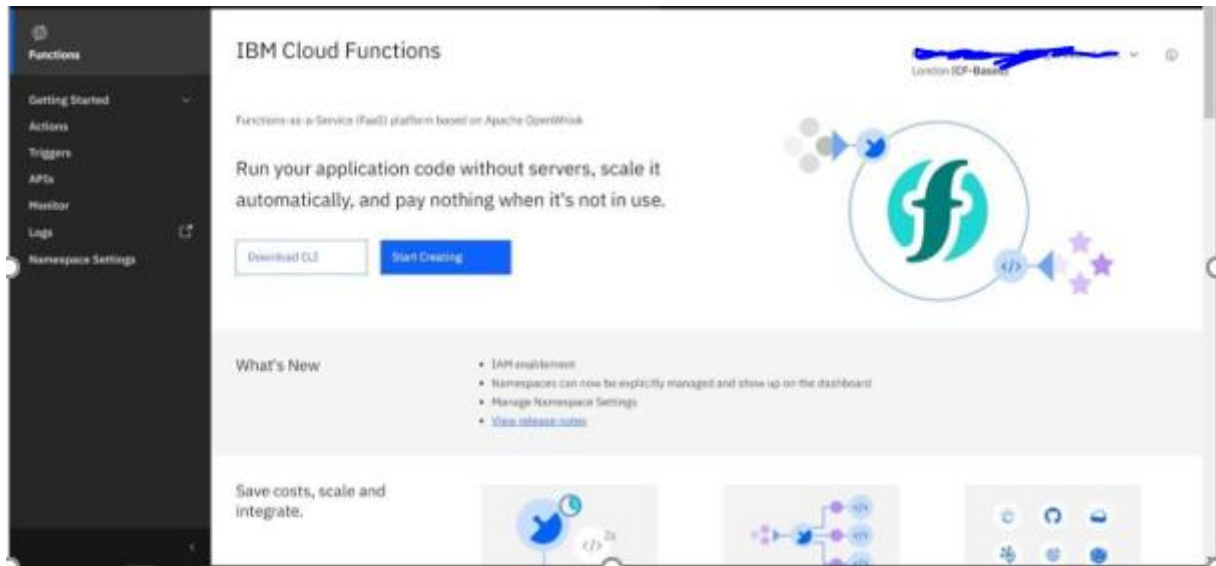 Functions
Getting Started
Actions
Triggers
APIs
Monitor
Logs
Namespace Settings
IBM Cloud Functions
London (CF-Based)
Functions-as-a-Service (FaaS) platform based on Apache OpenWhisk
Run your application code without servers, scale it
automatically, and pay nothing when it's not in use.
Download CLI
Start Creating
</>
What's New
IAM enablement
Namespaces can now be explicitly managed and show up on the dashboard
Manage Namespace Settings
View release notes
Save costs, scale and
integrate.
</>
2x
</>
</>